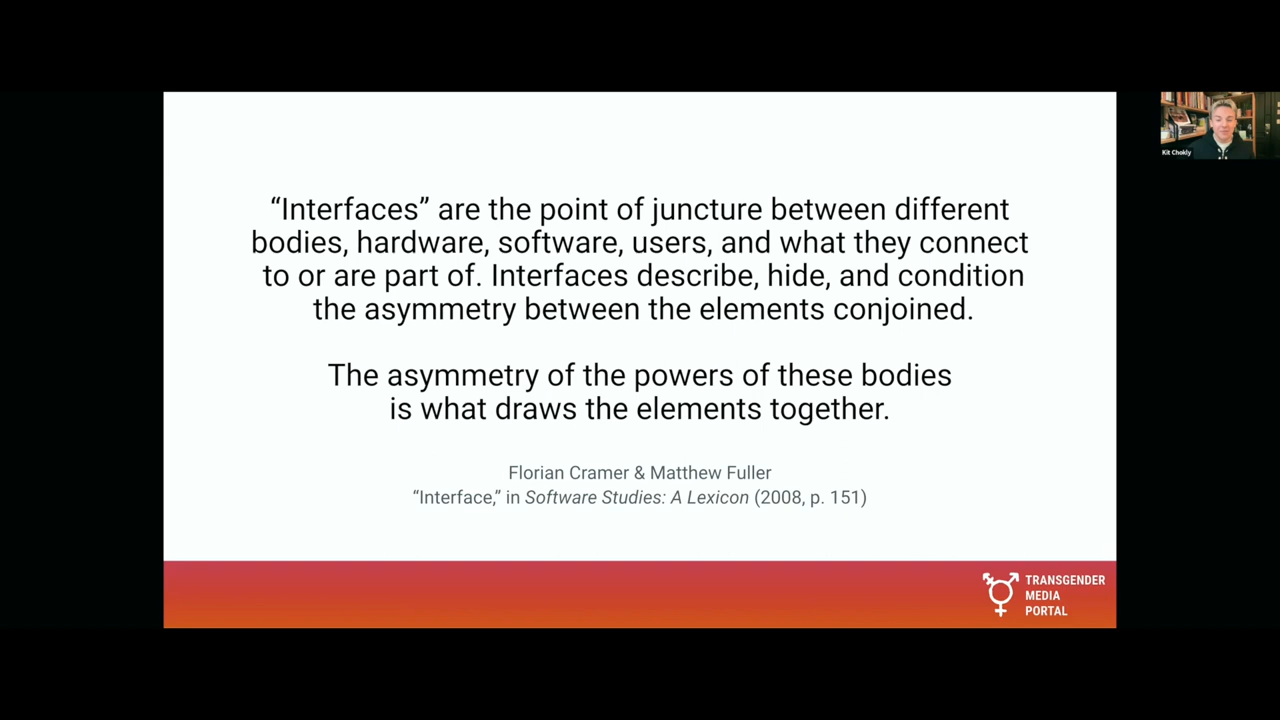 “Interfaces” are the point of juncture between different
bodies, hardware, software, users, and what they connect
to or are part of. Interfaces describe, hide, and condition
the asymmetry between the elements conjoined.
The asymmetry of the powers of these bodies
is what draws the elements together.
Florian Cramer & Matthew Fuller
“Interface,” in Software Studies: A Lexicon (2008, p. 151)
TRANSGENDER
MEDIA
PORTAL
Kit Chokly